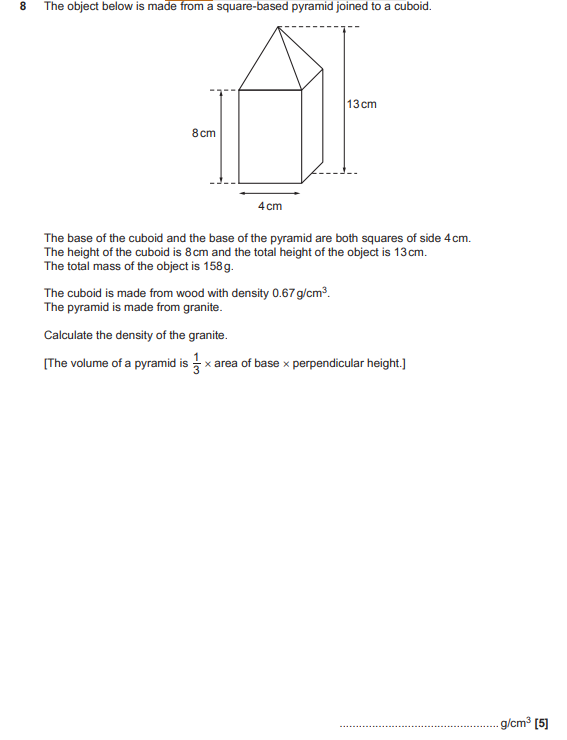 8 The object below is made from a square-based pyramid joined to a cuboid.
13 cm
8 cm
4 cm
The base of the cuboid and the base of the pyramid are both squares of side 4 cm.
The height of the cuboid is 8 cm and the total height of the object is 13 cm.
The total mass of the object is 158 g.
The cuboid is made from wood with density 0.67 g/cm³.
The pyramid is made from granite.
Calculate the density of the granite.
[The volume of a pyramid is 1/3 × area of base × perpendicular height.]
................................................. g/cm³ [5]